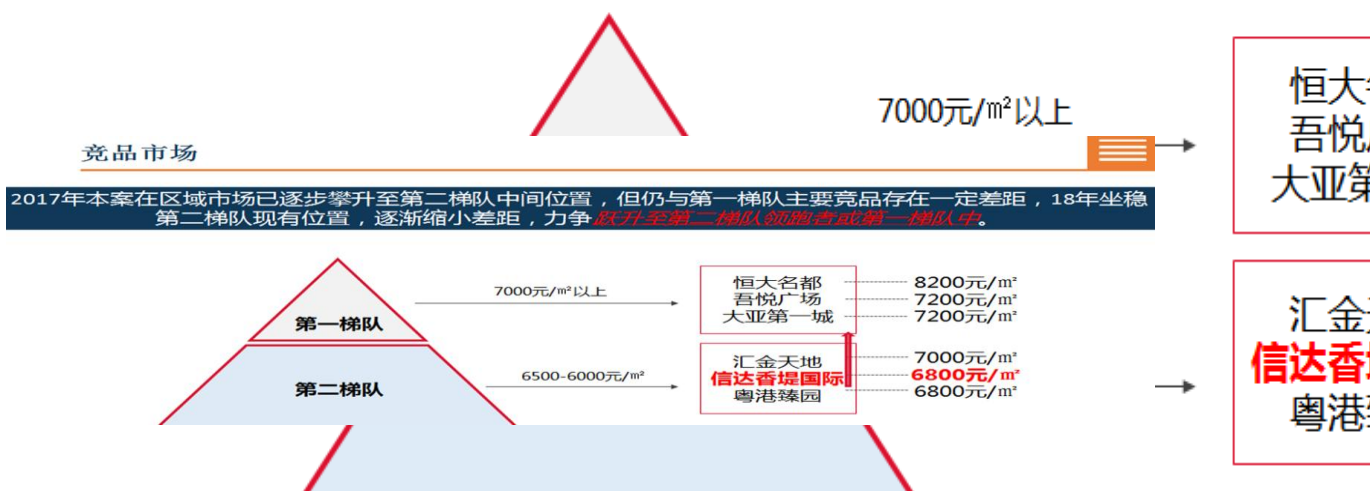 7000元/㎡以上
恒大
吾悦
大亚第
竞品市场
2017年本案在区域市场已逐步攀升至第二梯队中间位置，但仍与第一梯队主要竞品存在一定差距，18年坐稳
第二梯队现有位置，逐渐缩小差距，力争跃升至第二梯队领跑者或第一梯队中。
第一梯队
7000元/㎡以上
恒大名都 8200元/㎡
吾悦广场 7200元/㎡
大亚第一城 7200元/㎡
第二梯队
6500-6000元/㎡
汇金天地 7000元/㎡
信达香堤国际 6800元/㎡
粤港臻园 6800元/㎡
汇金
信达香
粤港